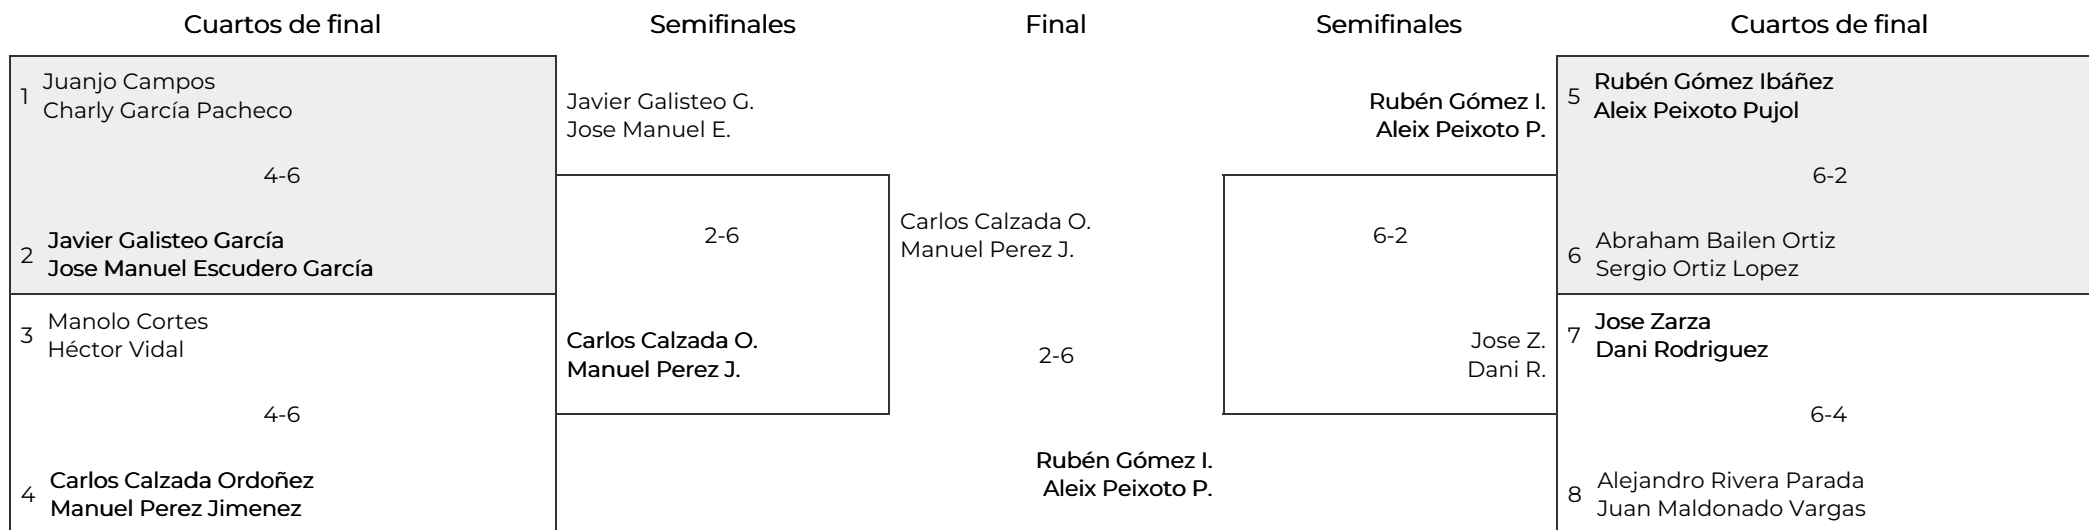 Cuartos de final
Semifinales
Final
Semifinales
Cuartos de final
1
Juanjo Campos
Charly García Pacheco
4-6
2
Javier Galisteo García
Jose Manuel Escudero García
3
Manolo Cortes
Héctor Vidal
4-6
4
Carlos Calzada Ordoñez
Manuel Perez Jimenez
Javier Galisteo G.
Jose Manuel E.
2-6
Carlos Calzada O.
Manuel Perez J.
Carlos Calzada O.
Manuel Perez J.
2-6
Rubén Gómez I.
Aleix Peixoto P.
Rubén Gómez I.
Aleix Peixoto P.
6-2
Jose Z.
Dani R.
5
Rubén Gómez Ibáñez
Aleix Peixoto Pujol
6-2
6
Abraham Bailen Ortiz
Sergio Ortiz Lopez
7
Jose Zarza
Dani Rodriguez
6-4
8
Alejandro Rivera Parada
Juan Maldonado Vargas